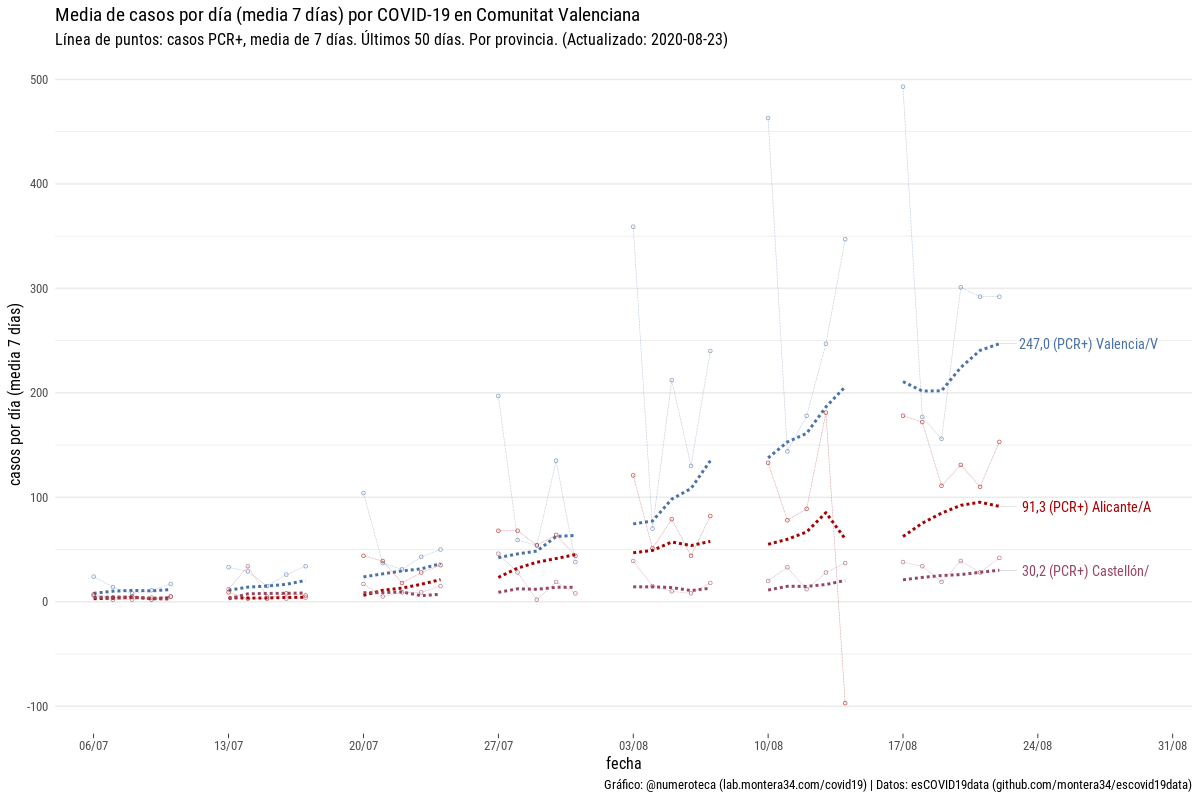 Media de casos por día (media 7 días) por COVID-19 en Comunitat Valenciana
Línea de puntos: casos PCR+, media de 7 días. Últimos 50 días. Por provincia. (Actualizado: 2020-08-23)
casos por día (media 7 días)
500
400
300
200
100
0
-100
247,0 (PCR+) Valencia/V
91,3 (PCR+) Alicante/A
30,2 (PCR+) Castellón/
06/07
13/07
20/07
27/07
03/08
10/08
17/08
24/08
31/08
fecha
Gráfico: @numeroteca (lab.montera34.com/covid19) | Datos: esCOVID19data (github.com/montera34/escovid19data)